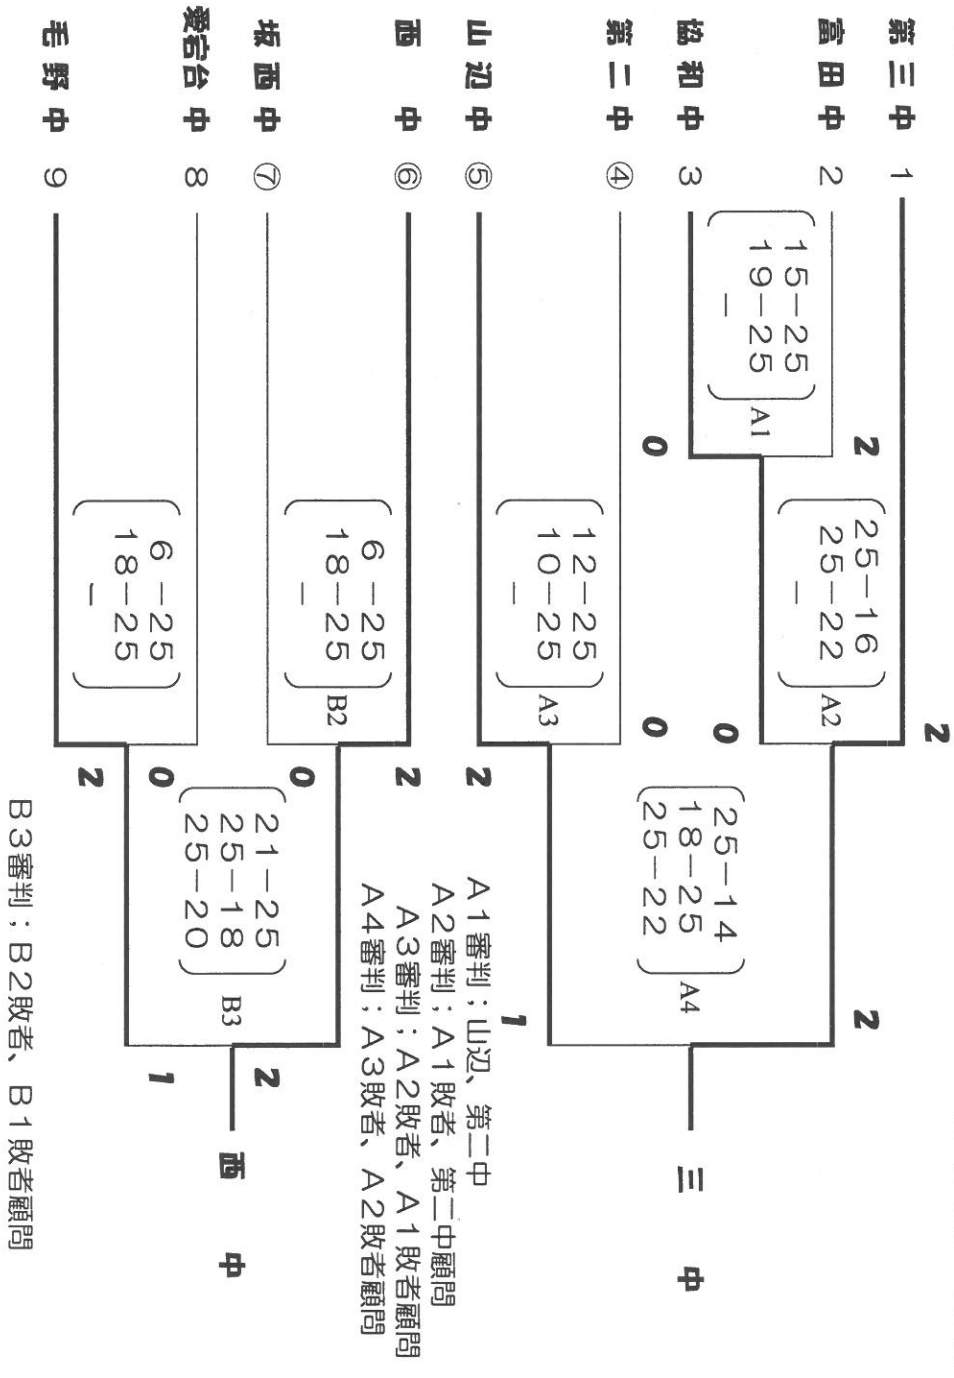 第三中 1
富田中 2
協和中 3
第二中 ④
山辺中 ⑤
西 中 ⑥
坂西中 ⑦
愛宕台中 8
毛野中 9
15－25
19－25
－
A1
2
0
25－16
25－22
－
A2
2
0
12－25
10－25
－
A3
0
2
6－25
18－25
－
B2
2
0
6－25
18－25
－
0
2
25－14
18－25
25－22
A4
2
1
21－25
25－18
25－20
B3
2
1
三 中
西 中
A1審判；山辺、第二中
A2審判；A1敗者、第二中顧問
A3審判；A2敗者、A1敗者顧問
A4審判；A3敗者、A2敗者顧問
B3審判；B2敗者、B1敗者顧問